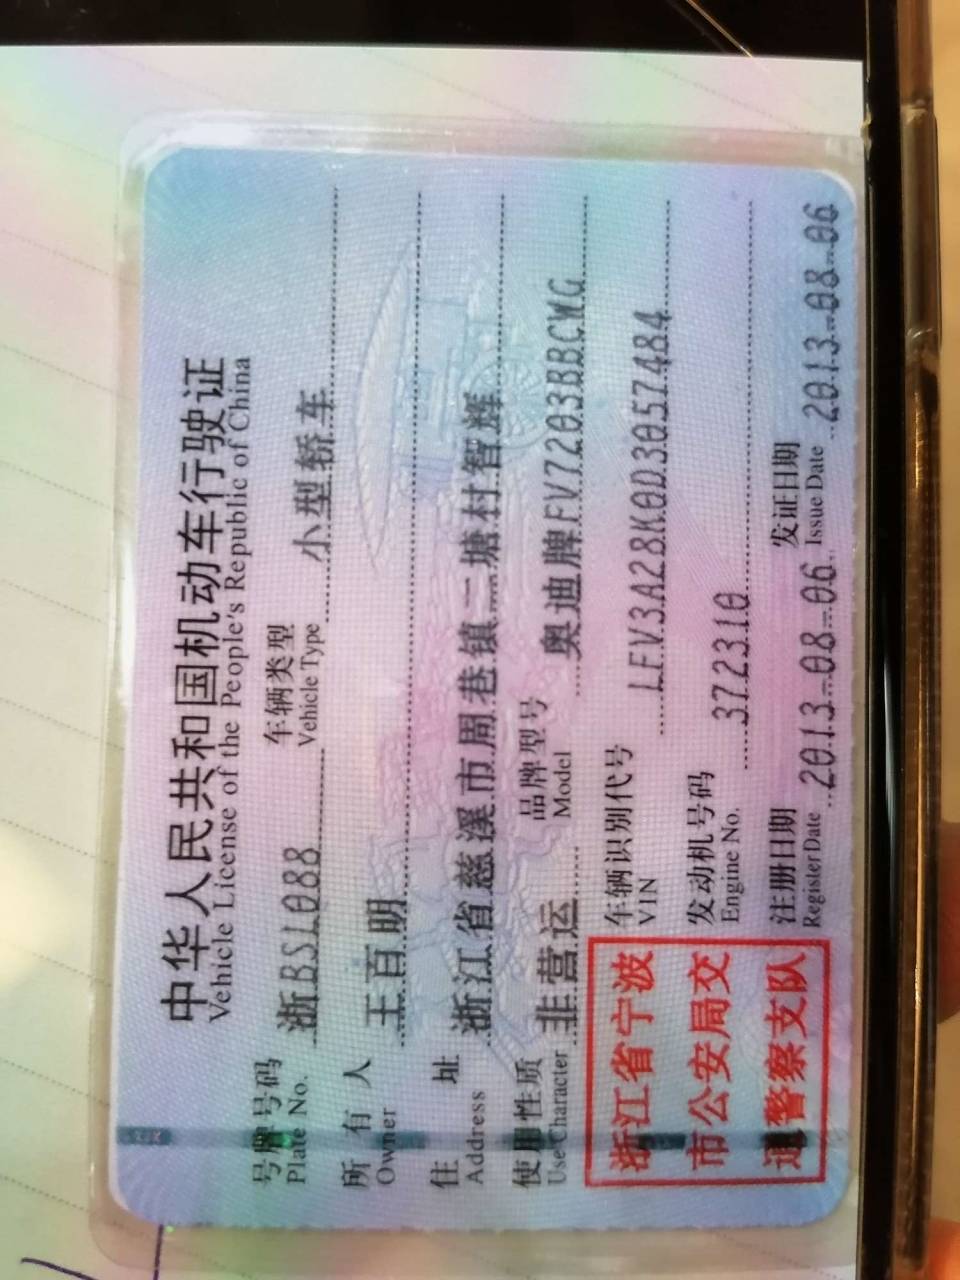 中华人民共和国机动车行驶证
Vehicle License of the People's Republic of China
号牌号码 浙BSL088 车辆类型 小型轿车
Plate No. Vehicle Type
所有人 王百明
Owner
住址 浙江省慈溪市周巷镇二塘村智辉
Address
使用性质 非营运 品牌型号 奥迪牌FV7203BBCWG
Use Character Model
浙江省宁波
市公安局交
通警察支队
车辆识别代号 LFV3A28K0D3057484
VIN
发动机号码 372310
Engine No.
注册日期 2013-08-06 发证日期 2013-08-06
Register Date Issue Date